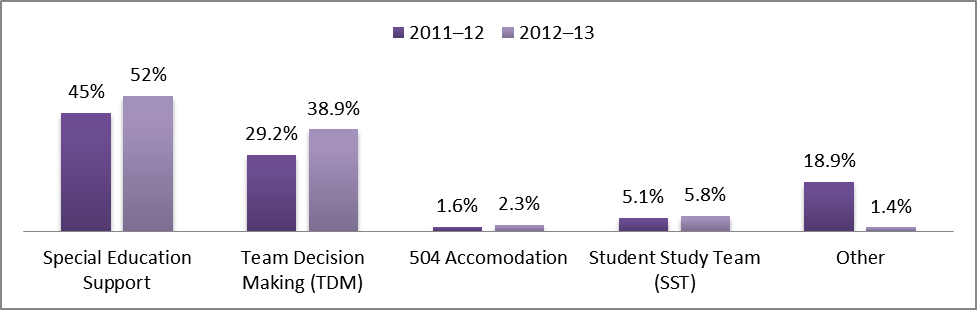 2011–12 2012–13
45% 52% 29.2% 38.9% 1.6% 2.3% 5.1% 5.8% 18.9% 1.4%
Special Education Team Decision 504 Accomodation Student Study Team Other
Support Making (TDM) (SST)